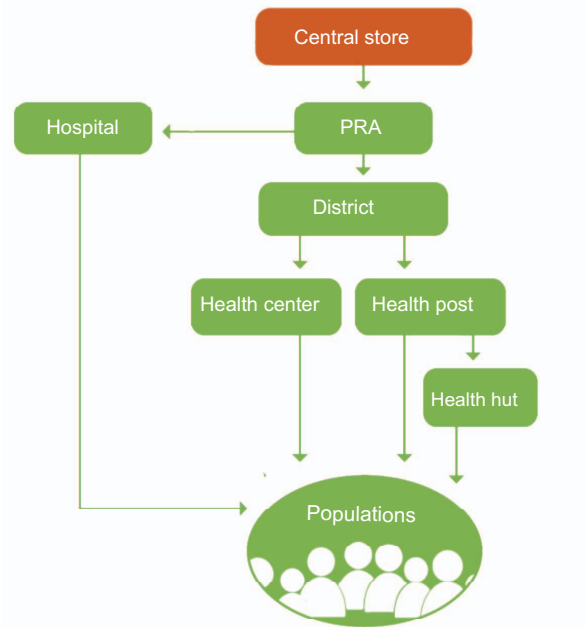 Central store
Hospital
PRA
District
Health center
Health post
Health hut
Populations